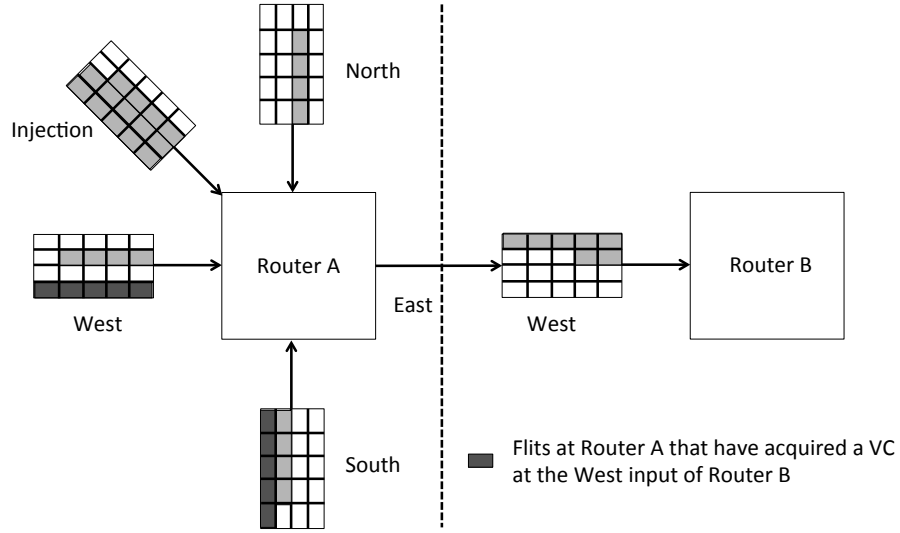 North
Injection
Router A
Router B
West
East
West
South
Flits at Router A that have acquired a VC
at the West input of Router B